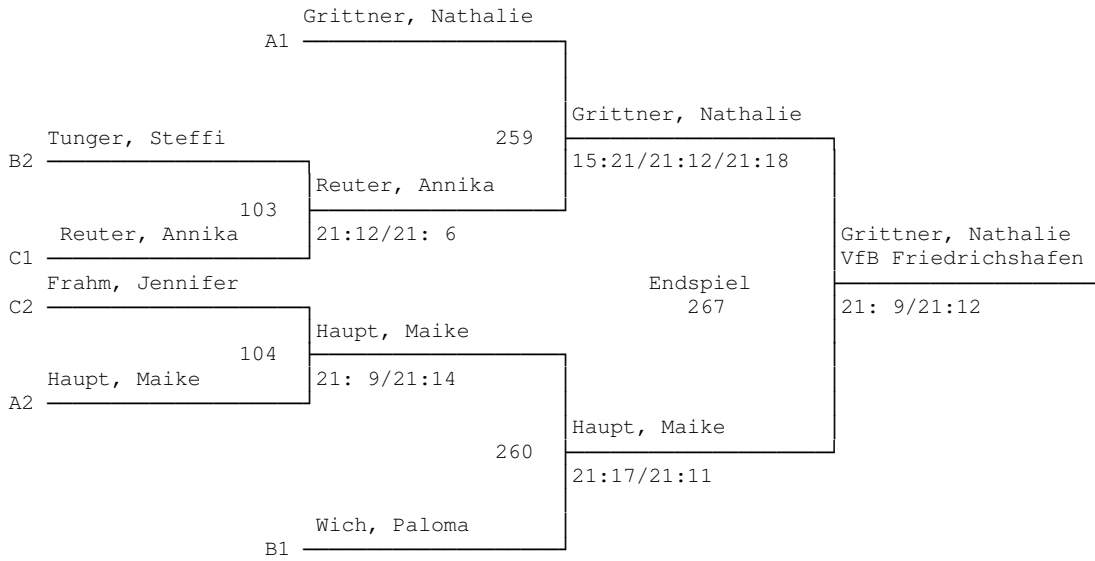 Grittner, Nathalie
A1
Grittner, Nathalie
Tunger, Steffi
259
B2
15:21/21:12/21:18
Reuter, Annika
103
Reuter, Annika
21:12/21: 6
Grittner, Nathalie
C1
VfB Friedrichshafen
Frahm, Jennifer
Endspiel
C2
267
21: 9/21:12
Haupt, Maike
104
Haupt, Maike
21: 9/21:14
A2
Haupt, Maike
260
21:17/21:11
Wich, Paloma
B1